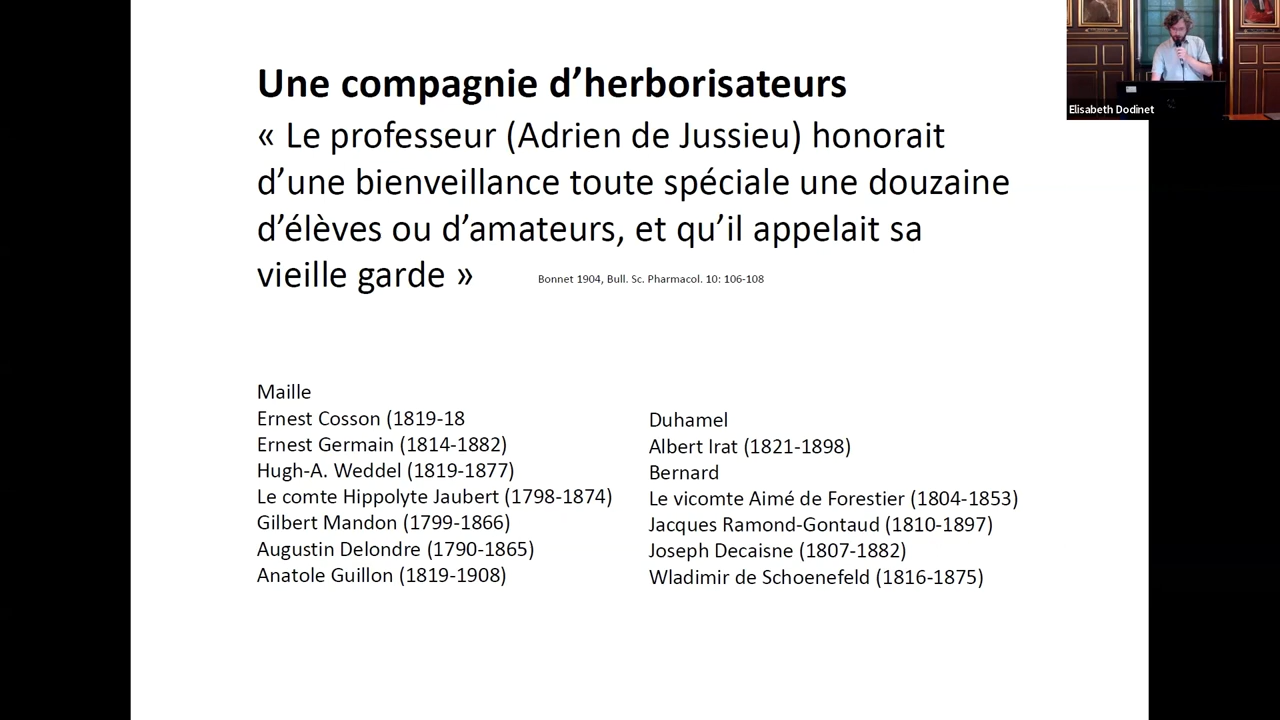 Une compagnie d’herborisateurs
« Le professeur (Adrien de Jussieu) honorait
d’une bienveillance toute spéciale une douzaine
d’élèves ou d’amateurs, et qu’il appelait sa
vieille garde »
Bonnet 1904, Bull. Sc. Pharmacol. 10: 106-108
Maille
Ernest Cosson (1819-18
Ernest Germain (1814-1882)
Hugh-A. Weddel (1819-1877)
Le comte Hippolyte Jaubert (1798-1874)
Gilbert Mandon (1799-1866)
Augustin Delondre (1790-1865)
Anatole Guillon (1819-1908)
Duhamel
Albert Irat (1821-1898)
Bernard
Le vicomte Aimé de Forestier (1804-1853)
Jacques Ramond-Gontaud (1810-1897)
Joseph Decaisne (1807-1882)
Wladimir de Schoenefeld (1816-1875)
Elisabeth Dodinet